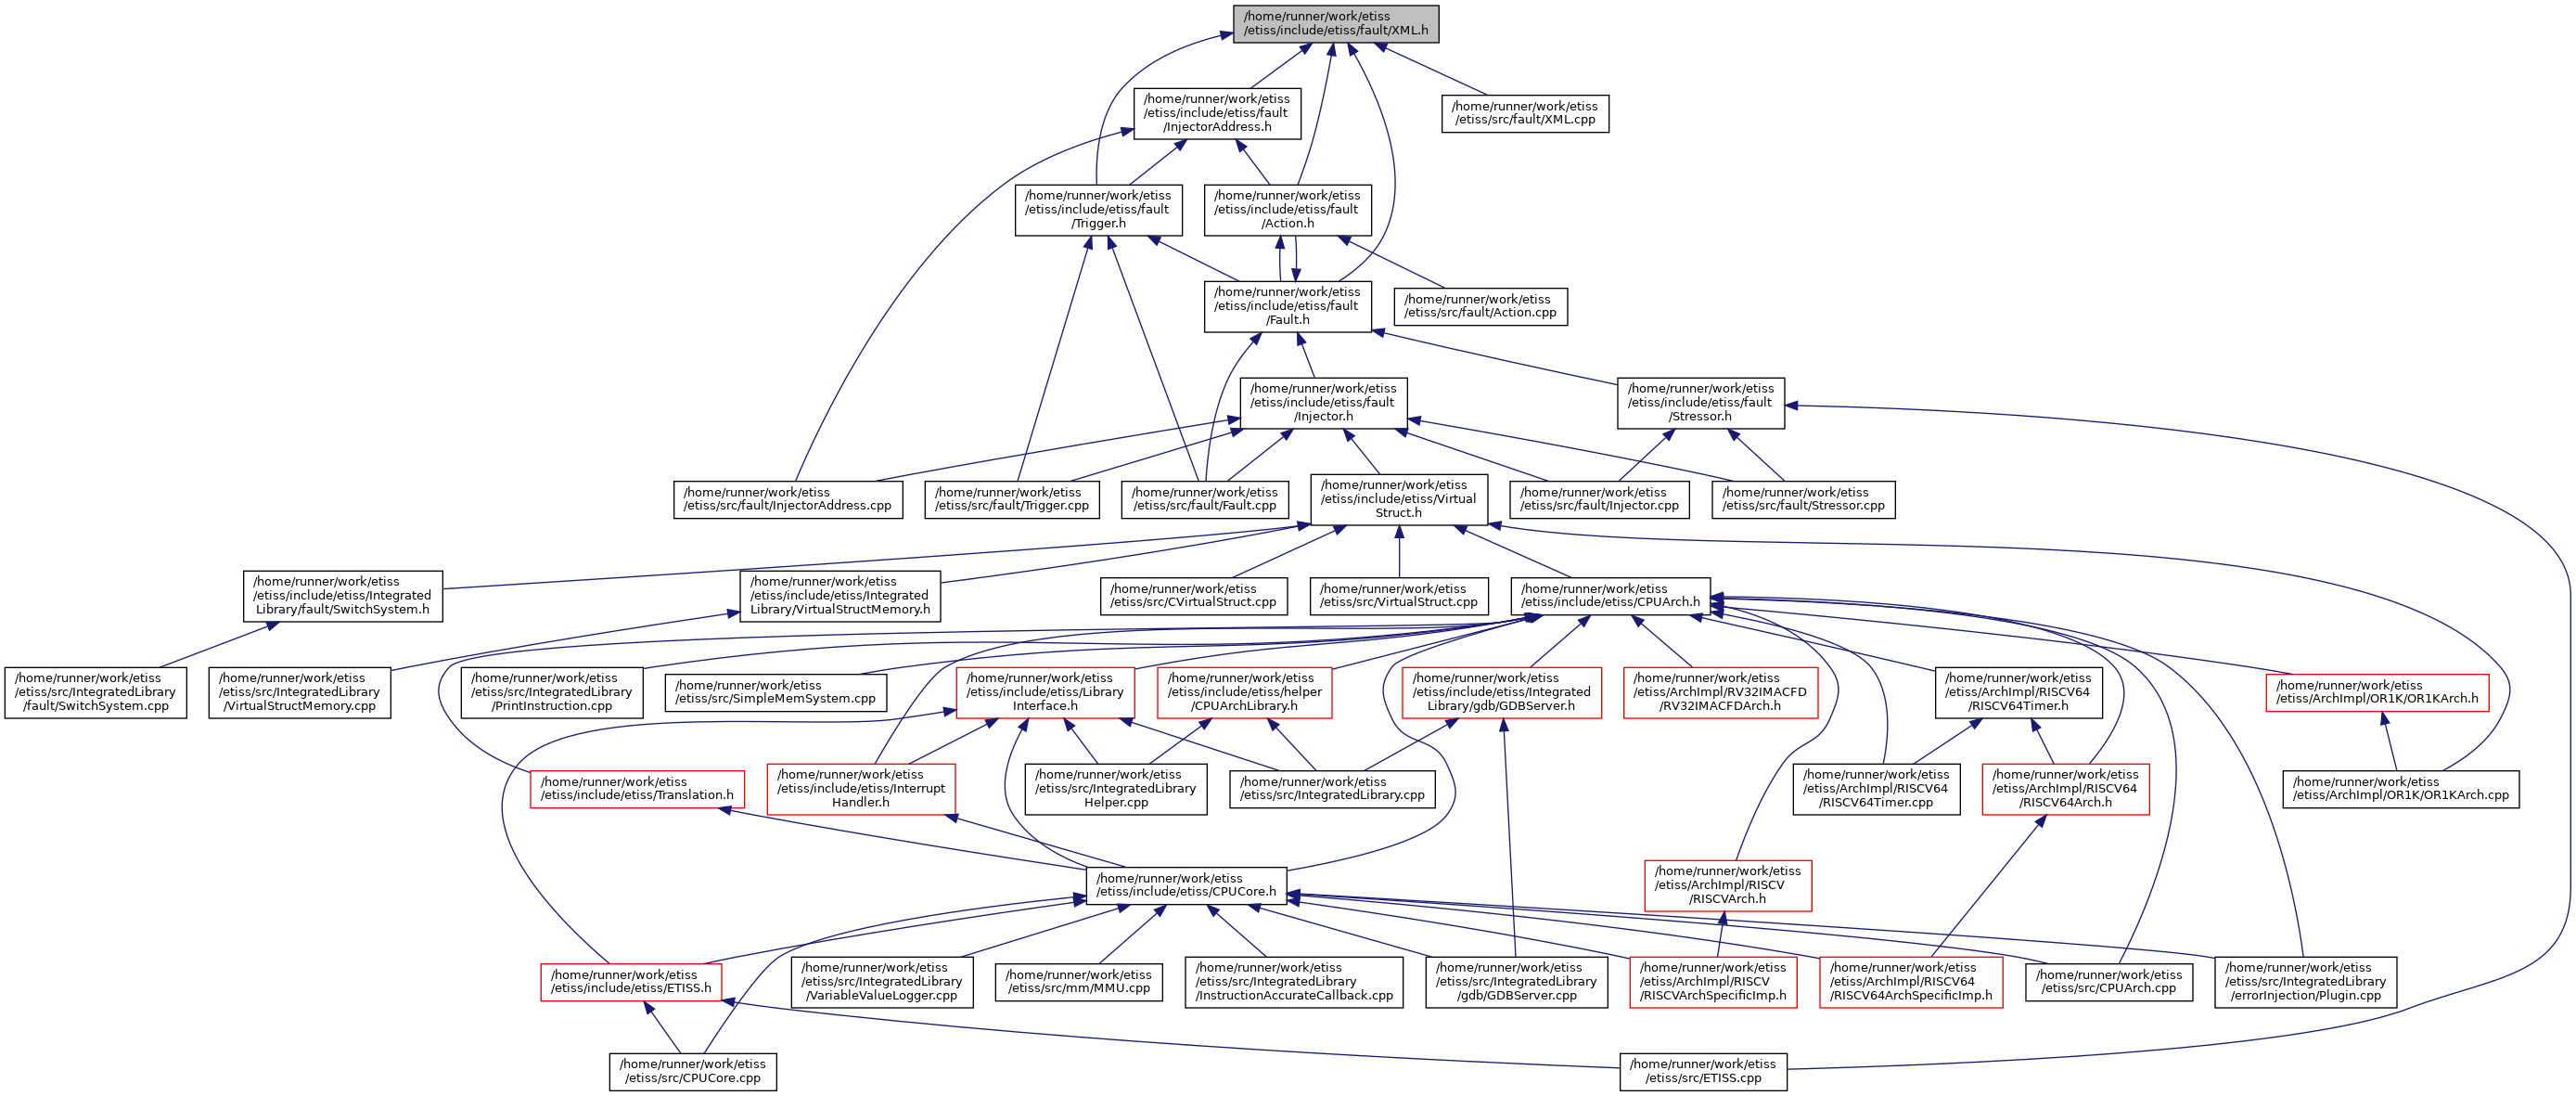 /home/runner/work/etiss
/etiss/include/etiss/fault/XML.h
/home/runner/work/etiss
/etiss/include/etiss/fault
/InjectorAddress.h
/home/runner/work/etiss
/etiss/src/fault/XML.cpp
/home/runner/work/etiss
/etiss/include/etiss/fault
/Trigger.h
/home/runner/work/etiss
/etiss/include/etiss/fault
/Action.h
/home/runner/work/etiss
/etiss/include/etiss/fault
/Fault.h
/home/runner/work/etiss
/etiss/src/fault/Action.cpp
/home/runner/work/etiss
/etiss/include/etiss/fault
/Injector.h
/home/runner/work/etiss
/etiss/include/etiss/fault
/Stressor.h
/home/runner/work/etiss
/etiss/src/fault/InjectorAddress.cpp
/home/runner/work/etiss
/etiss/src/fault/Trigger.cpp
/home/runner/work/etiss
/etiss/src/fault/Fault.cpp
/home/runner/work/etiss
/etiss/include/etiss/Virtual
Struct.h
/home/runner/work/etiss
/etiss/src/fault/Injector.cpp
/home/runner/work/etiss
/etiss/src/fault/Stressor.cpp
/home/runner/work/etiss
/etiss/include/etiss/Integrated
Library/fault/SwitchSystem.h
/home/runner/work/etiss
/etiss/include/etiss/Integrated
Library/VirtualStructMemory.h
/home/runner/work/etiss
/etiss/src/CVirtualStruct.cpp
/home/runner/work/etiss
/etiss/src/VirtualStruct.cpp
/home/runner/work/etiss
/etiss/include/etiss/CPUArch.h
/home/runner/work/etiss
/etiss/src/IntegratedLibrary
/fault/SwitchSystem.cpp
/home/runner/work/etiss
/etiss/src/IntegratedLibrary
/VirtualStructMemory.cpp
/home/runner/work/etiss
/etiss/src/IntegratedLibrary
/PrintInstruction.cpp
/home/runner/work/etiss
/etiss/src/SimpleMemSystem.cpp
/home/runner/work/etiss
/etiss/include/etiss/Library
Interface.h
/home/runner/work/etiss
/etiss/include/etiss/helper
/CPUArchLibrary.h
/home/runner/work/etiss
/etiss/include/etiss/Integrated
Library/gdb/GDBServer.h
/home/runner/work/etiss
/etiss/ArchImpl/RV32IMACFD
/RV32IMACFDArch.h
/home/runner/work/etiss
/etiss/ArchImpl/RISCV64
/RISCV64Timer.h
/home/runner/work/etiss
/etiss/ArchImpl/OR1K/OR1KArch.h
/home/runner/work/etiss
/etiss/include/etiss/Translation.h
/home/runner/work/etiss
/etiss/include/etiss/Interrupt
Handler.h
/home/runner/work/etiss
/etiss/src/IntegratedLibrary
Helper.cpp
/home/runner/work/etiss
/etiss/src/IntegratedLibrary.cpp
/home/runner/work/etiss
/etiss/ArchImpl/RISCV64
/RISCV64Timer.cpp
/home/runner/work/etiss
/etiss/ArchImpl/RISCV64
/RISCV64Arch.h
/home/runner/work/etiss
/etiss/ArchImpl/OR1K/OR1KArch.cpp
/home/runner/work/etiss
/etiss/include/etiss/CPUCore.h
/home/runner/work/etiss
/etiss/ArchImpl/RISCV
/RISCVArch.h
/home/runner/work/etiss
/etiss/include/etiss/ETISS.h
/home/runner/work/etiss
/etiss/src/IntegratedLibrary
/VariableValueLogger.cpp
/home/runner/work/etiss
/etiss/src/mm/MMU.cpp
/home/runner/work/etiss
/etiss/src/IntegratedLibrary
/InstructionAccurateCallback.cpp
/home/runner/work/etiss
/etiss/src/IntegratedLibrary
/gdb/GDBServer.cpp
/home/runner/work/etiss
/etiss/ArchImpl/RISCV
/RISCVArchSpecificImp.h
/home/runner/work/etiss
/etiss/ArchImpl/RISCV64
/RISCV64ArchSpecificImp.h
/home/runner/work/etiss
/etiss/src/CPUArch.cpp
/home/runner/work/etiss
/etiss/src/IntegratedLibrary
/errorInjection/Plugin.cpp
/home/runner/work/etiss
/etiss/src/CPUCore.cpp
/home/runner/work/etiss
/etiss/src/ETISS.cpp